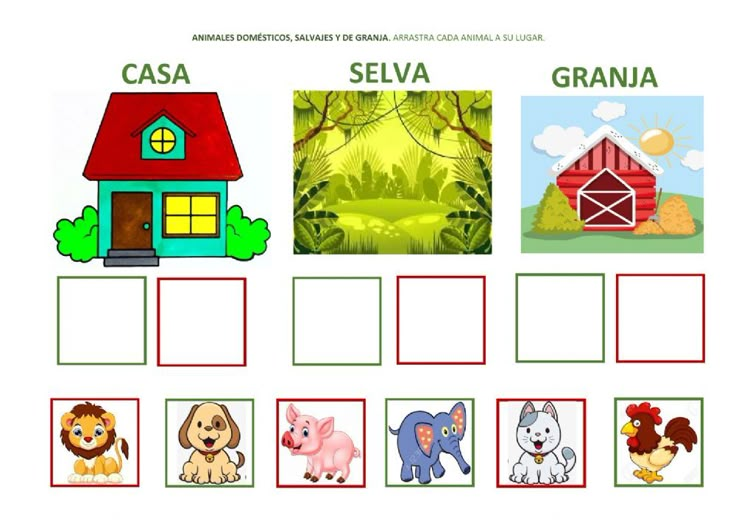 ANIMALES DOMÉSTICOS, SALVAJES Y DE GRANJA. ARRASTRA CADA ANIMAL A SU LUGAR.
CASA
SELVA
GRANJA